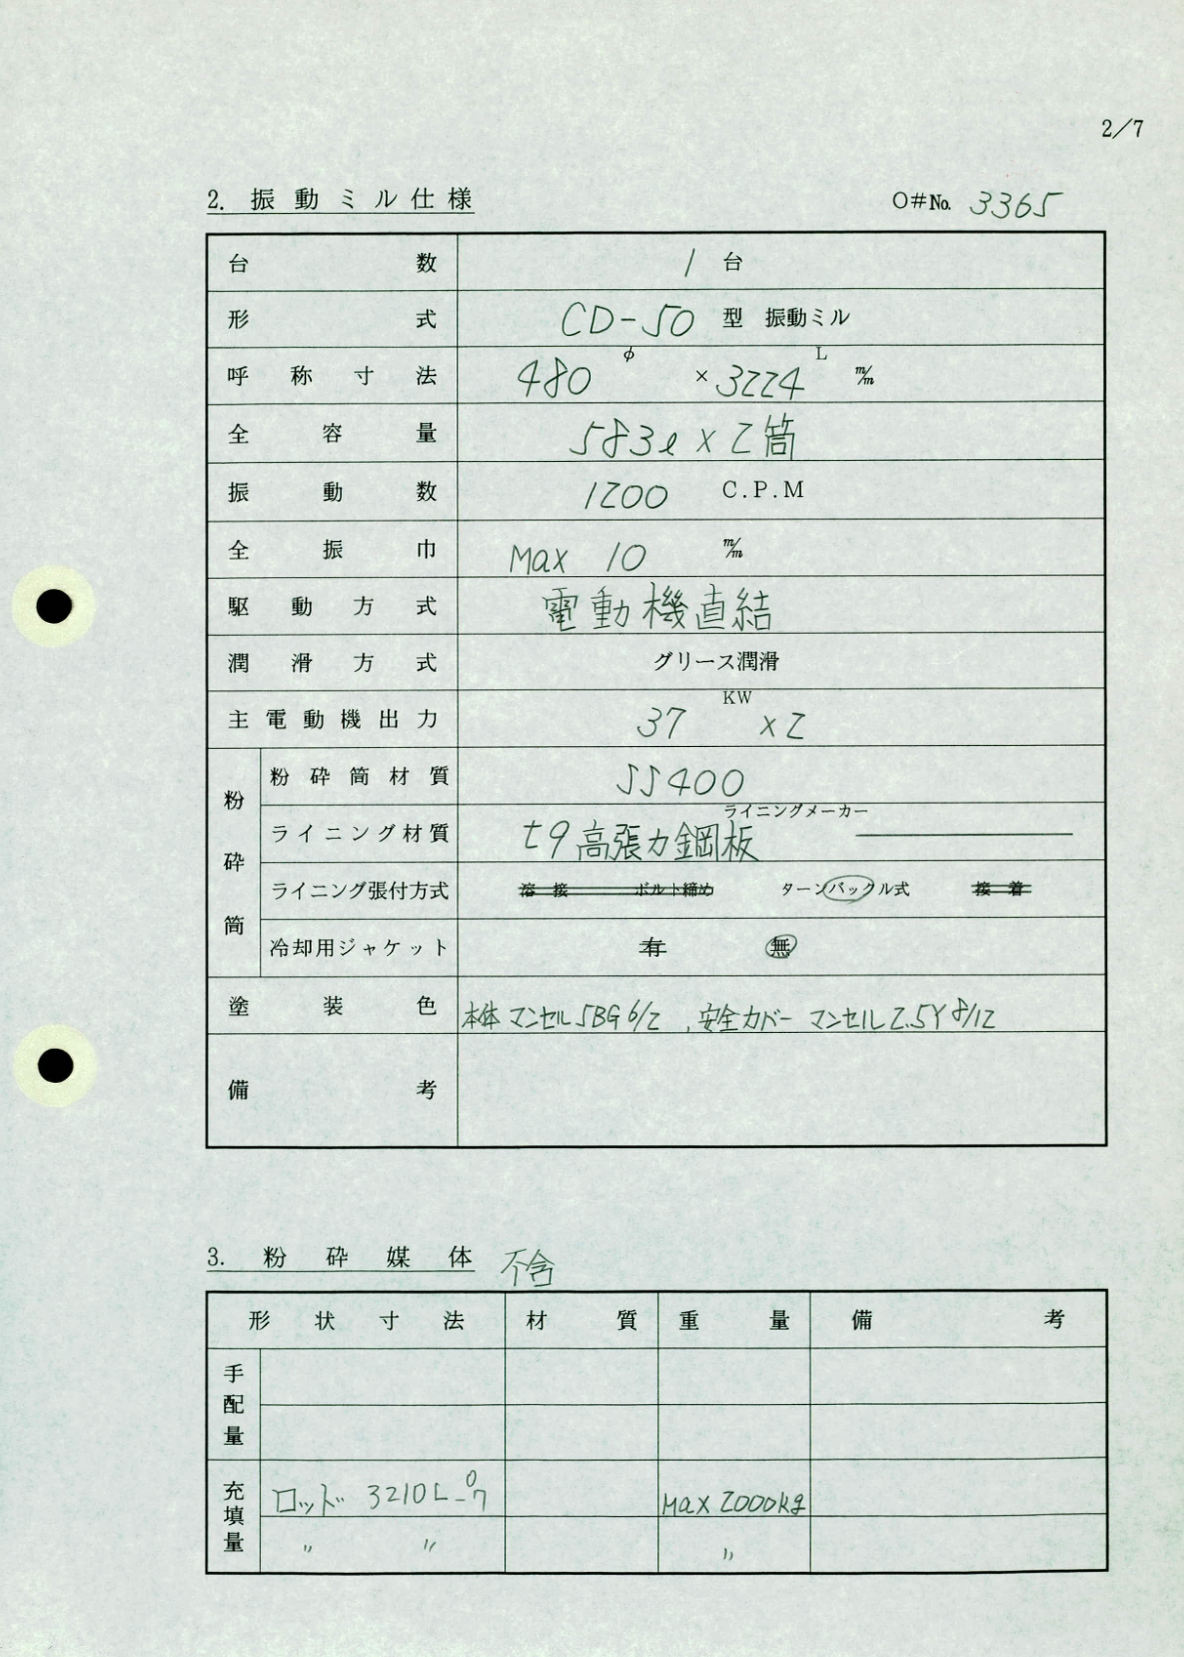 2/7
2. 振動ミル仕様 O#No. 3365
台数 1 台
形式 CD-50 型 振動ミル
呼称寸法 480 φ × 3224 L m/m
全容量 583ℓ × 2筒
振動数 1200 C.P.M
全振巾 Max 10 m/m
駆動方式 電動機直結
潤滑方式 グリース潤滑
主電動機出力 37 KW × 2
粉砕筒
粉砕筒材質 SS400
ライニング材質 t9 高張力鋼板 ライニングメーカー
ライニング張付方式 溶接 ボルト締め ターンバックル式 接着
冷却用ジャケット 有 無
塗装色 本体 マンセル 5BG 6/2 , 安全カバー マンセル 2.5Y 8/12
備考
3. 粉砕媒体 不含
形状寸法 材質 重量 備考
手配量
充填量
ロッド 3210L -0 7 Max 2000kg
〃 〃 〃